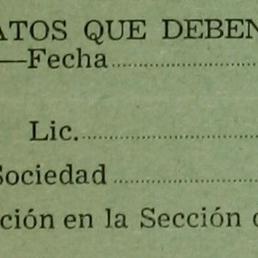 ATOS QUE DEBEN
—Fecha
Lic.
Sociedad
ción en la Sección